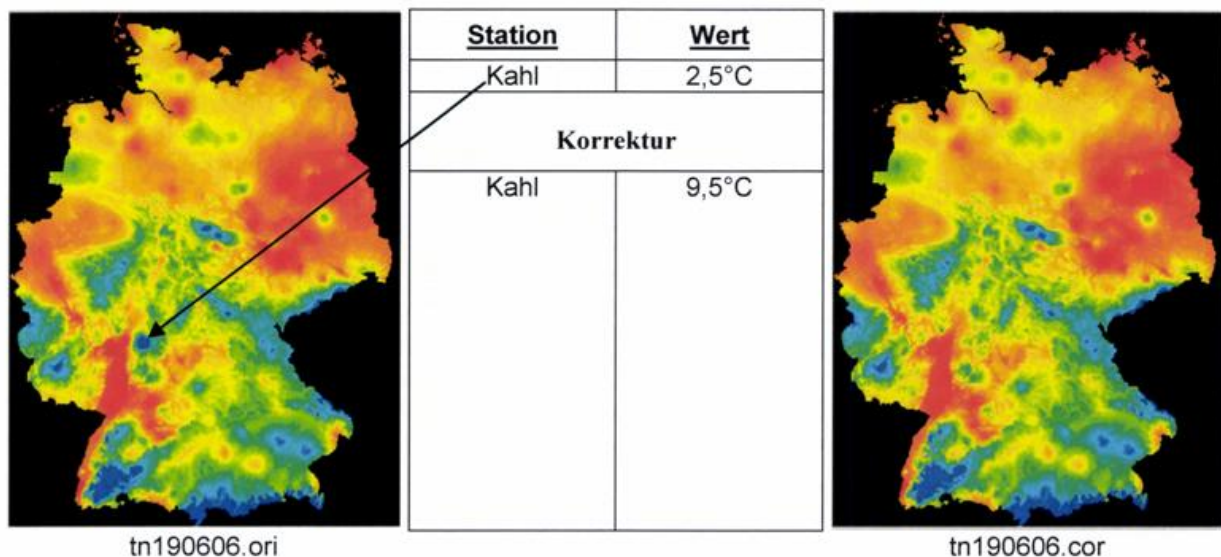 Station Wert
Kahl 2,5°C
Korrektur
Kahl 9,5°C
tn190606.ori
tn190606.cor